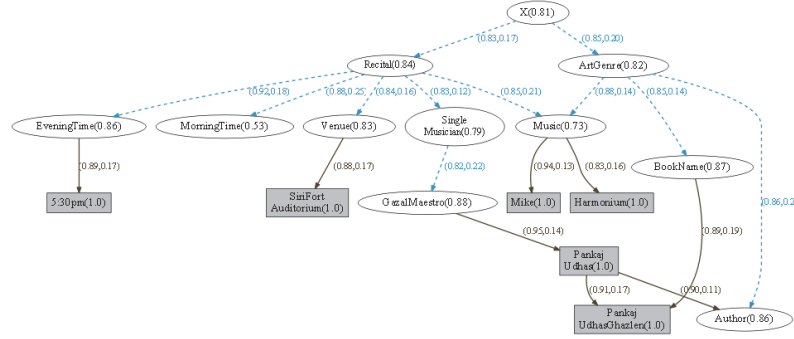 X(0.81)
(0.83,0.17)
(0.85,0.20)
Recital(0.84)
ArtGenre(0.82)
(0.92,0.18)
(0.88,0.25)
(0.84,0.16)
(0.83,0.12)
(0.85,0.21)
(0.88,0.14)
(0.85,0.14)
EveningTime(0.86)
MorningTime(0.53)
Venue(0.83)
Single
Musician(0.79)
Music(0.73)
(0.89,0.17)
(0.88,0.17)
(0.82,0.22)
(0.94,0.13)
(0.83,0.16)
BookName(0.87)
5:30pm(1.0)
SiriFort
Auditorium(1.0)
GazalMaestro(0.88)
Mike(1.0)
Harmonium(1.0)
(0.86,0.2
(0.95,0.14)
(0.89,0.19)
Pankaj
Udhas(1.0)
(0.91,0.17)
(0.90,0.11)
Pankaj
UdhasGhazlen(1.0)
Author(0.86)